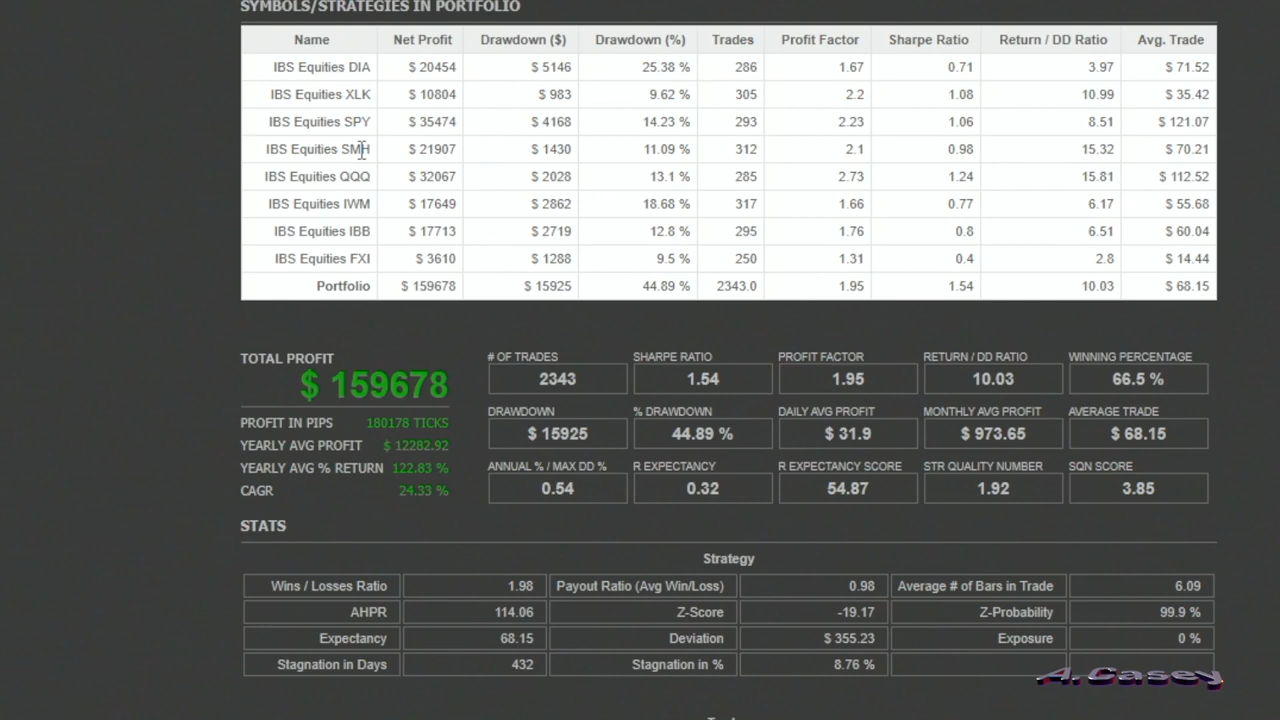 SYMBOLS/STRATEGIES IN PORTFOLIO
Name Net Profit Drawdown ($) Drawdown (%) Trades Profit Factor Sharpe Ratio Return / DD Ratio Avg. Trade
IBS Equities DIA $ 20454 $ 5146 25.38 % 286 1.67 0.71 3.97 $ 71.52
IBS Equities XLK $ 10804 $ 983 9.62 % 305 2.2 1.08 10.99 $ 35.42
IBS Equities SPY $ 35474 $ 4168 14.23 % 293 2.23 1.06 8.51 $ 121.07
IBS Equities SMH $ 21907 $ 1430 11.09 % 312 2.1 0.98 15.32 $ 70.21
IBS Equities QQQ $ 32067 $ 2028 13.1 % 285 2.73 1.24 15.81 $ 112.52
IBS Equities IWM $ 17649 $ 2862 18.68 % 317 1.66 0.77 6.17 $ 55.68
IBS Equities IBB $ 17713 $ 2719 12.8 % 295 1.76 0.8 6.51 $ 60.04
IBS Equities FXI $ 3610 $ 1288 9.5 % 250 1.31 0.4 2.8 $ 14.44
Portfolio $ 159678 $ 15925 44.89 % 2343.0 1.95 1.54 10.03 $ 68.15
TOTAL PROFIT
$ 159678
PROFIT IN PIPS 180178 TICKS
YEARLY AVG PROFIT $ 12282.92
YEARLY AVG % RETURN 122.83 %
CAGR 24.33 %
# OF TRADES SHARPE RATIO PROFIT FACTOR RETURN / DD RATIO WINNING PERCENTAGE
2343 1.54 1.95 10.03 66.5 %
DRAWDOWN % DRAWDOWN DAILY AVG PROFIT MONTHLY AVG PROFIT AVERAGE TRADE
$ 15925 44.89 % $ 31.9 $ 973.65 $ 68.15
ANNUAL % / MAX DD % R EXPECTANCY R EXPECTANCY SCORE STR QUALITY NUMBER SQN SCORE
0.54 0.32 54.87 1.92 3.85
STATS
Strategy
Wins / Losses Ratio 1.98 Payout Ratio (Avg Win/Loss) 0.98 Average # of Bars in Trade 6.09
AHPR 114.06 Z-Score -19.17 Z-Probability 99.9 %
Expectancy 68.15 Deviation $ 355.23 Exposure 0 %
Stagnation in Days 432 Stagnation in % 8.76 %
A.Casey